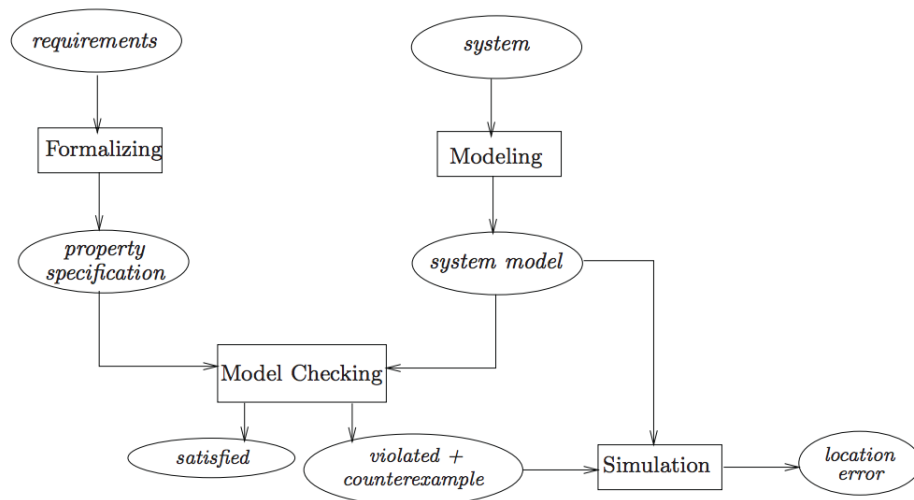 requirements
system
Formalizing
Modeling
property
specification
system model
Model Checking
satisfied
violated +
counterexample
Simulation
location
error